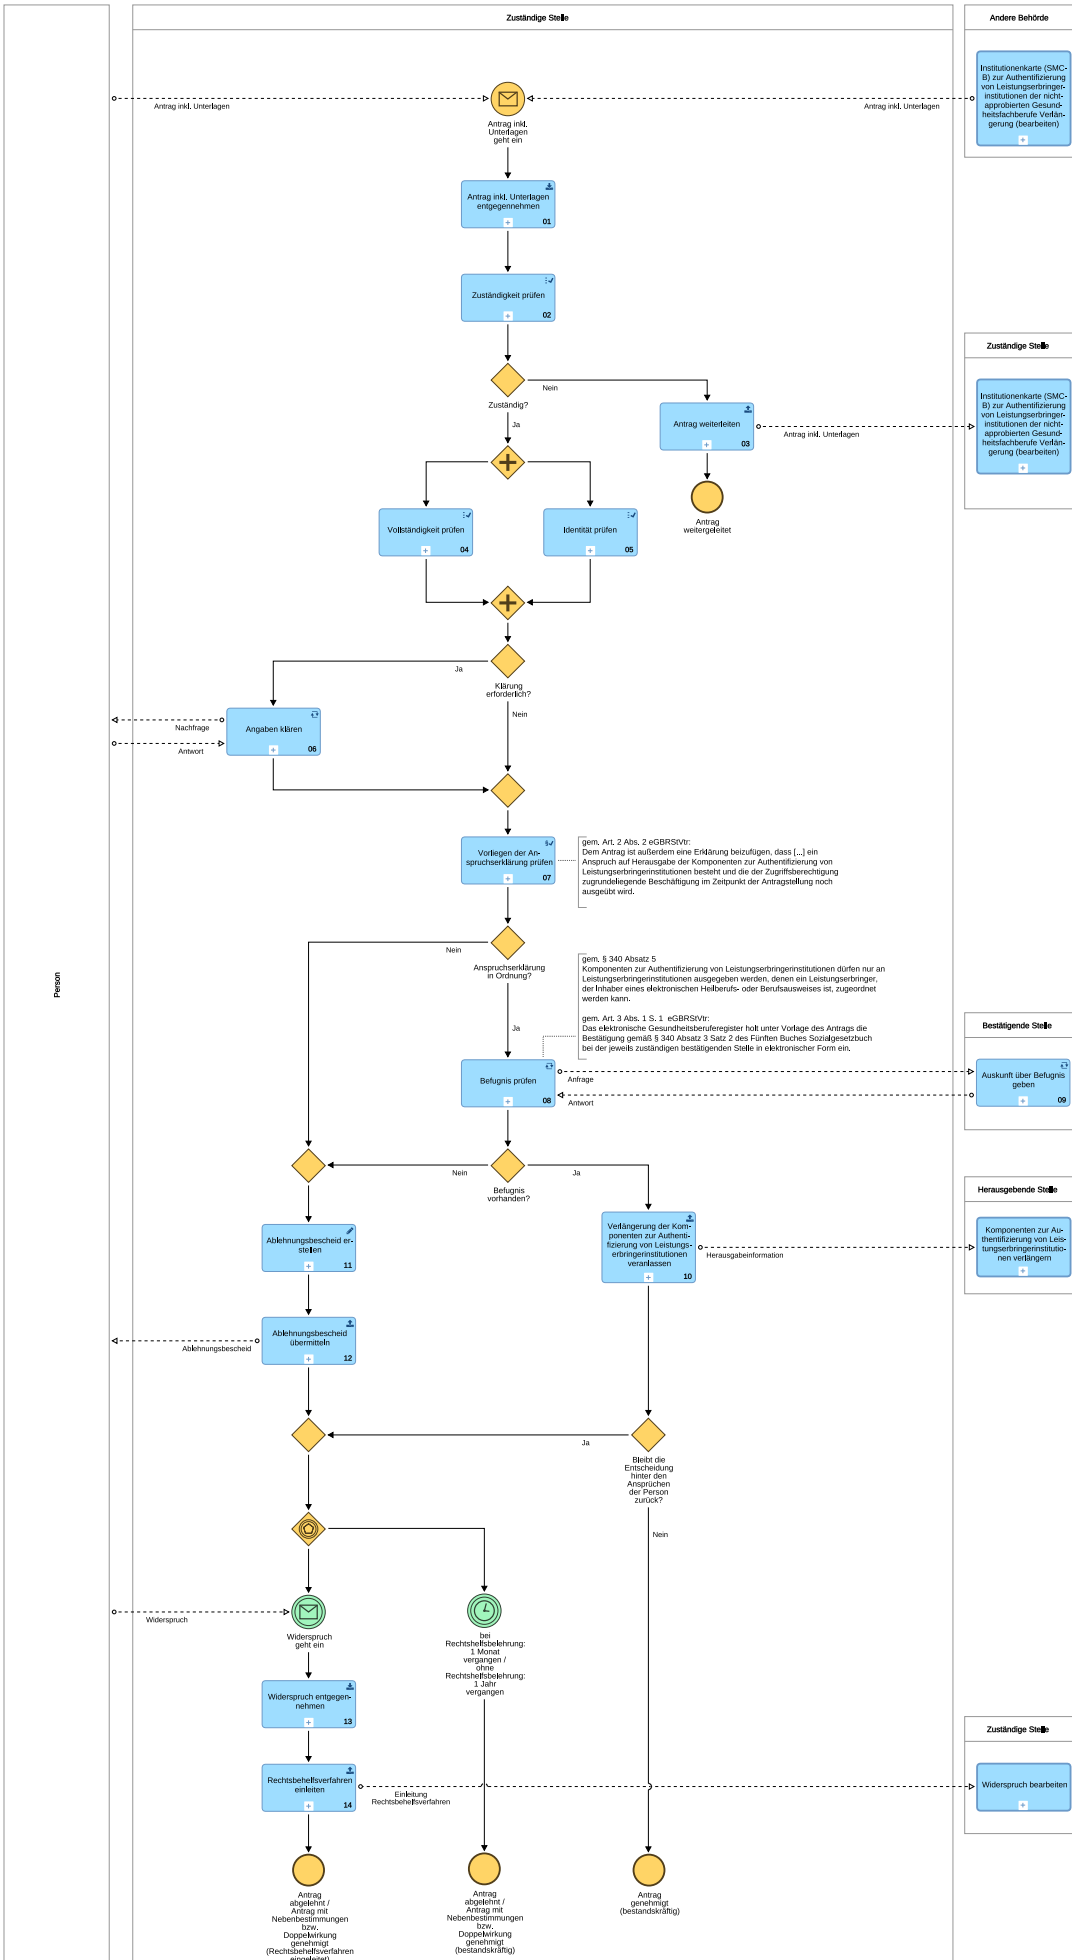 Zuständige Stelle
Andere Behörde
Institutionenkarte (SMC-
B) zur Authentifizierung
von Leistungserbringer-
institutionen der nicht-
approbierten Gesund-
heitsfachberufe Verlän-
gerung (bearbeiten)
Antrag inkl. Unterlagen
Antrag inkl. Unterlagen
Antrag inkl.
Unterlagen
geht ein
Antrag inkl. Unterlagen
entgegennehmen
01
Zuständigkeit prüfen
02
Zuständige Stelle
Zuständig?
Nein
Ja
Antrag weiterleiten
03
Antrag inkl. Unterlagen
Institutionenkarte (SMC-
B) zur Authentifizierung
von Leistungserbringer-
institutionen der nicht-
approbierten Gesund-
heitsfachberufe Verlän-
gerung (bearbeiten)
Antrag
weitergeleitet
Vollständigkeit prüfen
04
Identität prüfen
05
Ja
Klärung
erforderlich?
Nein
Nachfrage
Antwort
Angaben klären
06
Vorliegen der An-
spruchserklärung prüfen
07
gem. Art. 2 Abs. 2 eGBRStVtr:
Dem Antrag ist außerdem eine Erklärung beizufügen, dass [...] ein
Anspruch auf Herausgabe der Komponenten zur Authentifizierung von
Leistungserbringerinstitutionen besteht und die der Zugriffsberechtigung
zugrundeliegende Beschäftigung im Zeitpunkt der Antragstellung noch
ausgeübt wird.
Nein
Anspruchserklärung
in Ordnung?
Ja
gem. § 340 Absatz 5
Komponenten zur Authentifizierung von Leistungserbringerinstitutionen dürfen nur an
Leistungserbringerinstitutionen ausgegeben werden, denen ein Leistungserbringer,
der Inhaber eines elektronischen Heilberufs- oder Berufsausweises ist, zugeordnet
werden kann.
gem. Art. 3 Abs. 1 S. 1 eGBRStVtr:
Das elektronische Gesundheitsberuferegister holt unter Vorlage des Antrags die
Bestätigung gemäß § 340 Absatz 3 Satz 2 des Fünften Buches Sozialgesetzbuch
bei der jeweils zuständigen bestätigenden Stelle in elektronischer Form ein.
Person
Bestätigende Stelle
Befugnis prüfen
08
Anfrage
Antwort
Auskunft über Befugnis
geben
09
Nein
Befugnis
vorhanden?
Ja
Herausgebende Stelle
Ablehnungsbescheid er-
stellen
11
Verlängerung der Kom-
ponenten zur Authenti-
fizierung von Leistungs-
erbringerinstitutionen
veranlassen
10
Herausgabeinformation
Komponenten zur Au-
thentifizierung von Leis-
tungserbringerinstitutio-
nen verlängern
Ablehnungsbescheid
Ablehnungsbescheid
übermitteln
12
Ja
Bleibt die
Entscheidung
hinter den
Ansprüchen
der Person
zurück?
Nein
Widerspruch
Widerspruch
geht ein
bei
Rechtshelfsbelehrung:
1 Monat
vergangen /
ohne
Rechtshelfsbelehrung:
1 Jahr
vergangen
Widerspruch entgegen-
nehmen
13
Zuständige Stelle
Rechtsbehelfsverfahren
einleiten
14
Einleitung
Rechtsbehelfsverfahren
Widerspruch bearbeiten
Antrag
abgelehnt /
Antrag mit
Nebenbestimmungen
bzw.
Doppelwirkung
genehmigt
(Rechtsbehelfsverfahren
eingeleitet)
Antrag
abgelehnt /
Antrag mit
Nebenbestimmungen
bzw.
Doppelwirkung
genehmigt
(bestandskräftig)
Antrag
genehmigt
(bestandskräftig)